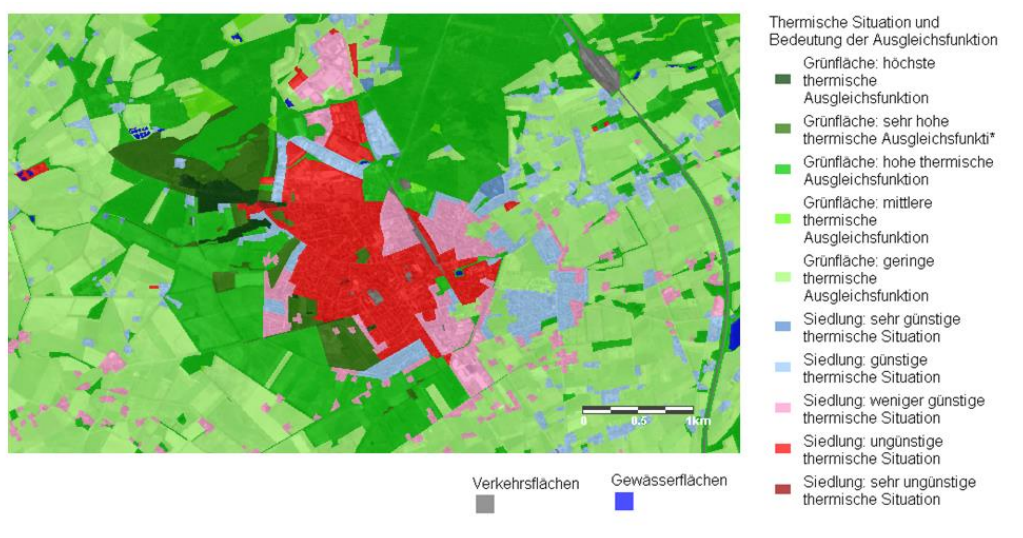 Thermische Situation und
Bedeutung der Ausgleichsfunktion
Grünfläche: höchste
thermische
Ausgleichsfunktion
Grünfläche: sehr hohe
thermische Ausgleichsfunkti*
Grünfläche: hohe thermische
Ausgleichsfunktion
Grünfläche: mittlere
thermische
Ausgleichsfunktion
Grünfläche: geringe
thermische
Ausgleichsfunktion
Siedlung: sehr günstige
thermische Situation
Siedlung: günstige
thermische Situation
Siedlung: weniger günstige
thermische Situation
Siedlung: ungünstige
thermische Situation
Siedlung: sehr ungünstige
thermische Situation
0 0.5 1km
Verkehrsflächen
Gewässerflächen